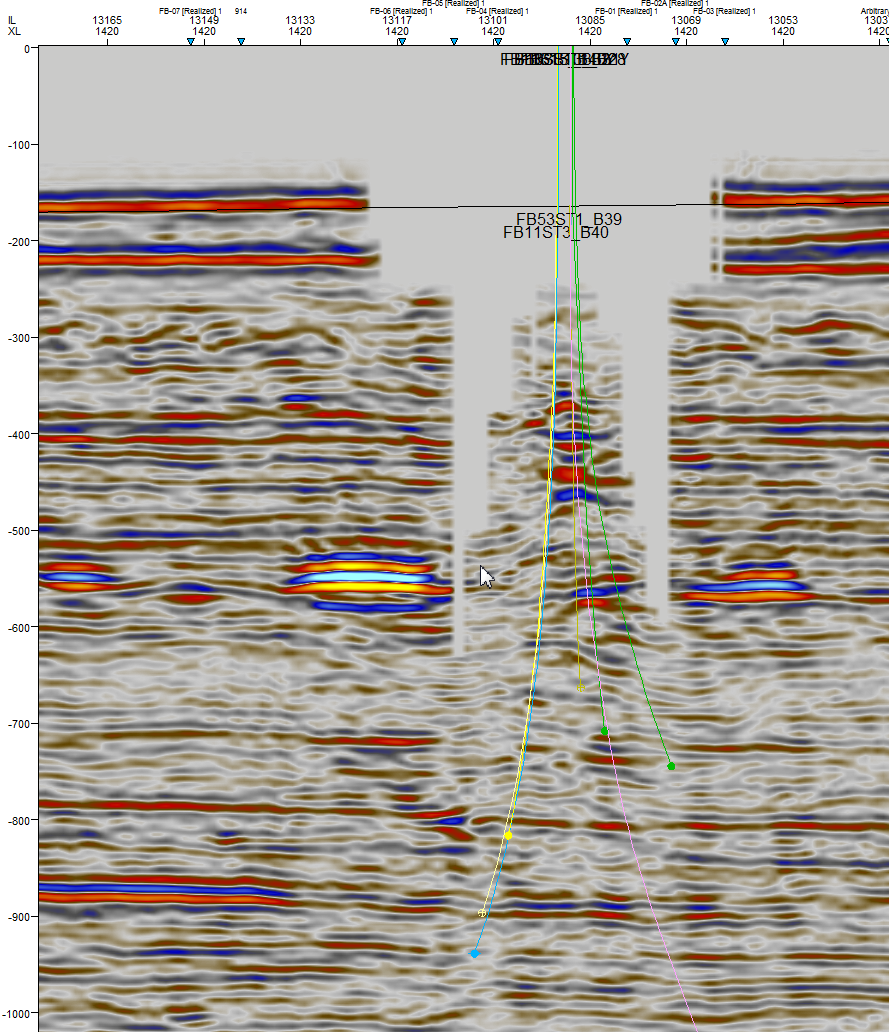 FB-05 [Realized] 1 FB-02A [Realized] 1
FB-07 [Realized] 1 914 FB-06 [Realized] 1 FB-04 [Realized] 1 FB-01 [Realized] 1 FB-03 [Realized] 1 Arbitrary
IL 13165 13149 13133 13117 13101 13085 13069 13053 1303
XL 1420 1420 1420 1420 1420 1420 1420 1420 1420
0
-100
-200
FB53ST1_B39
FB11ST3_B40
-300
-400
-500
-600
-700
-800
-900
-1000